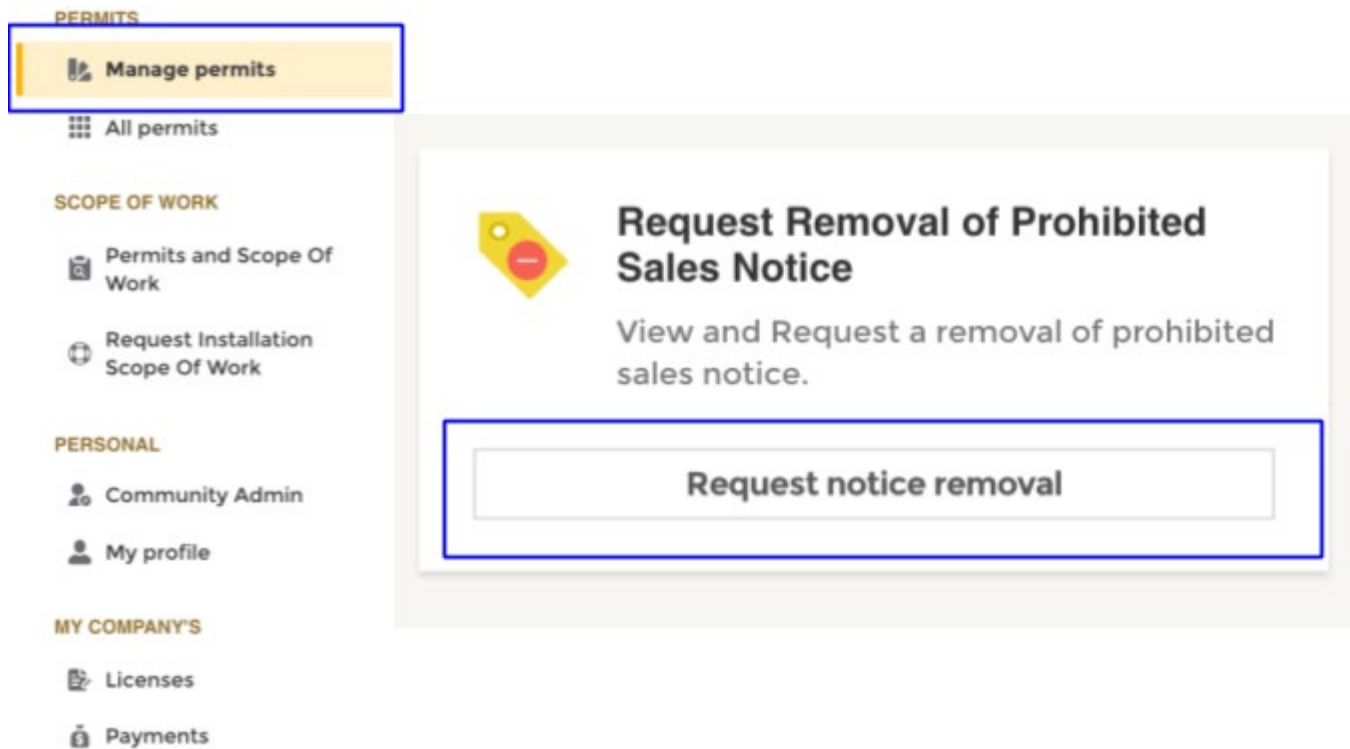 PERMITS
Manage permits
All permits
SCOPE OF WORK
Permits and Scope Of
Work
Request Installation
Scope Of Work
PERSONAL
Community Admin
My profile
MY COMPANY'S
Licenses
Payments
Request Removal of Prohibited
Sales Notice
View and Request a removal of prohibited
sales notice.
Request notice removal